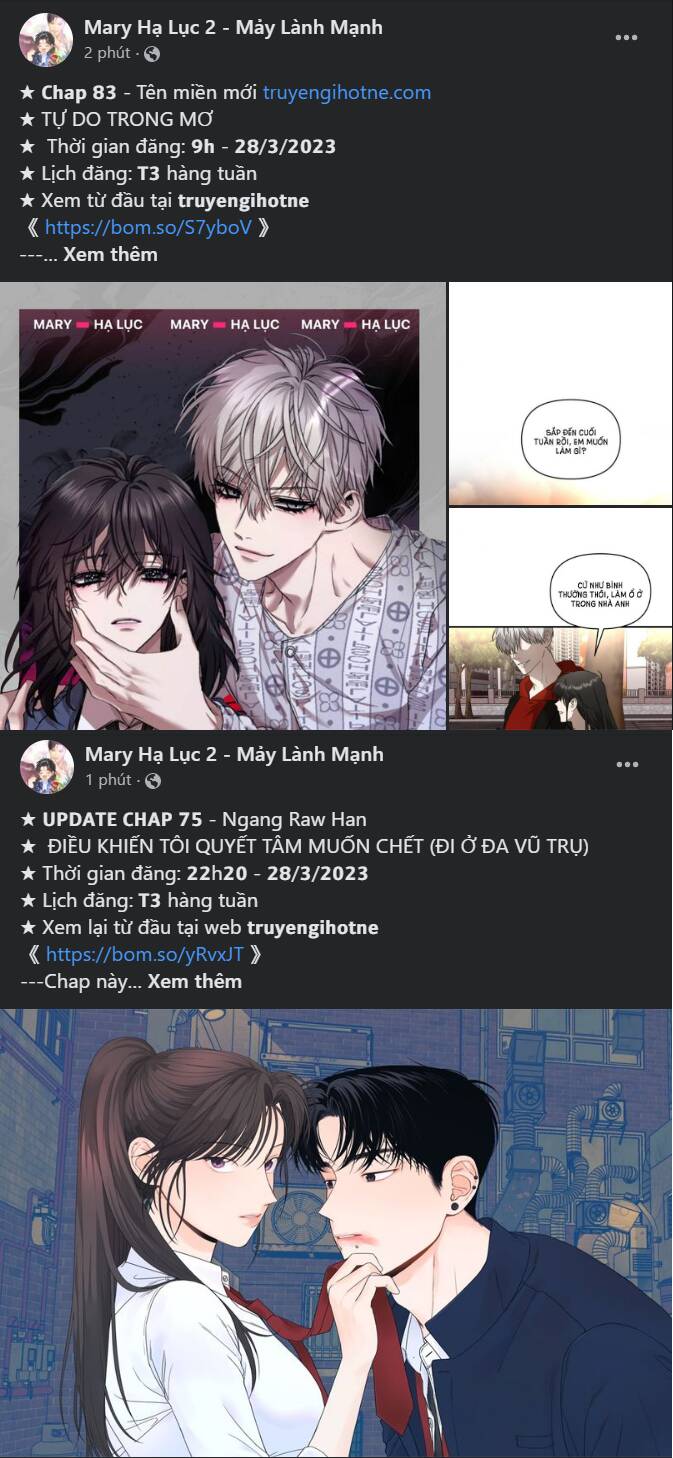 Mary Hạ Lục 2 - Mảy Lành Mạnh
2 phút ·
★ Chap 83 - Tên miền mới truyengihotne.com
★ TỰ DO TRONG MƠ
★ Thời gian đăng: 9h - 28/3/2023
★ Lịch đăng: T3 hàng tuần
★ Xem từ đầu tại truyengihotne
《 https://bom.so/S7yboV 》
---... Xem thêm
MARY HẠ LỤC MARY HẠ LỤC MARY HẠ LỤC
SẮP ĐẾN CUỐI
TUẦN RỒI, EM MUỐN
LÀM GÌ?
CỨ NHƯ BÌNH
THƯỜNG THÔI, LÀM Ổ Ở
TRONG NHÀ ANH
Mary Hạ Lục 2 - Mảy Lành Mạnh
1 phút ·
★ UPDATE CHAP 75 - Ngang Raw Han
★ ĐIỀU KHIẾN TÔI QUYẾT TÂM MUỐN CHẾT (ĐI Ở ĐA VŨ TRỤ)
★ Thời gian đăng: 22h20 - 28/3/2023
★ Lịch đăng: T3 hàng tuần
★ Xem lại từ đầu tại web truyengihotne
《 https://bom.so/yRvxJT 》
---Chap này... Xem thêm